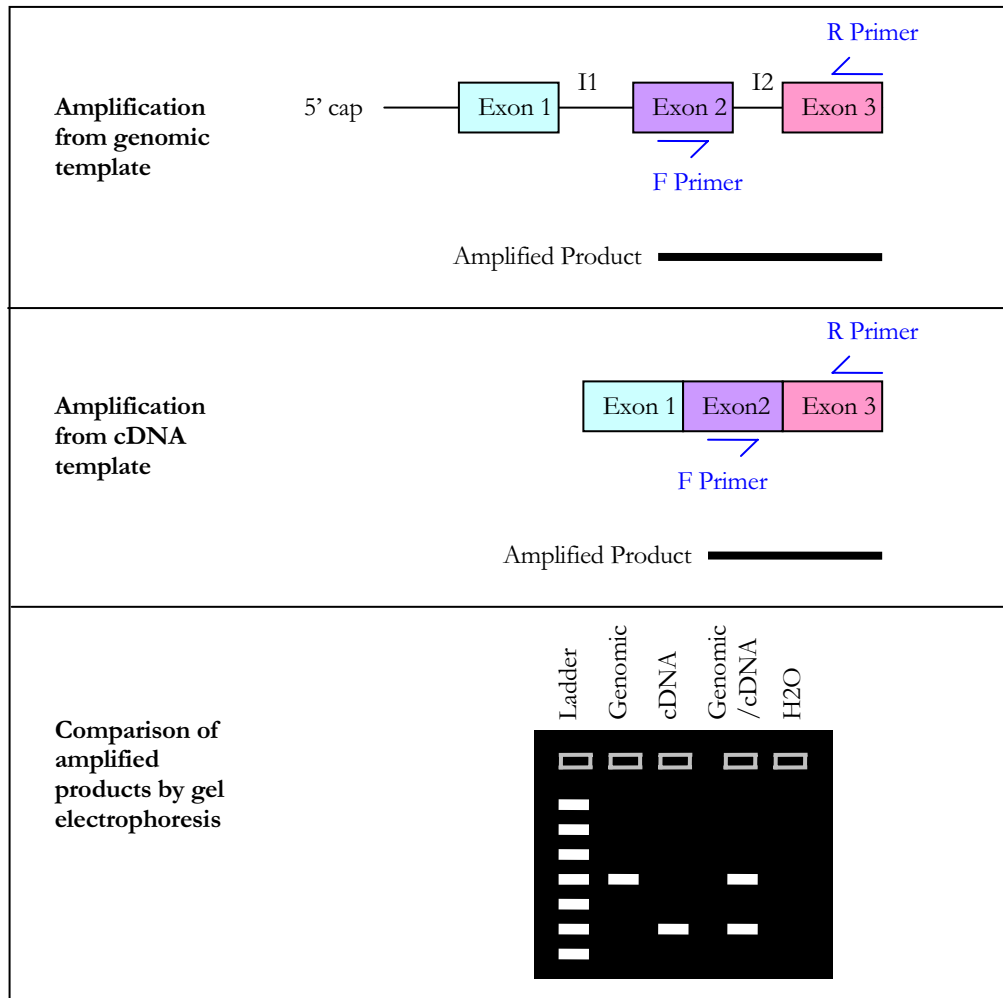 R Primer
I1
I2
Amplification
from genomic
template
5’ cap
Exon 1
Exon 2
Exon 3
F Primer
Amplified Product
R Primer
Amplification
from cDNA
template
Exon 1
Exon2
Exon 3
F Primer
Amplified Product
Ladder
Genomic
cDNA
Genomic
/cDNA
H2O
Comparison of
amplified
products by gel
electrophoresis